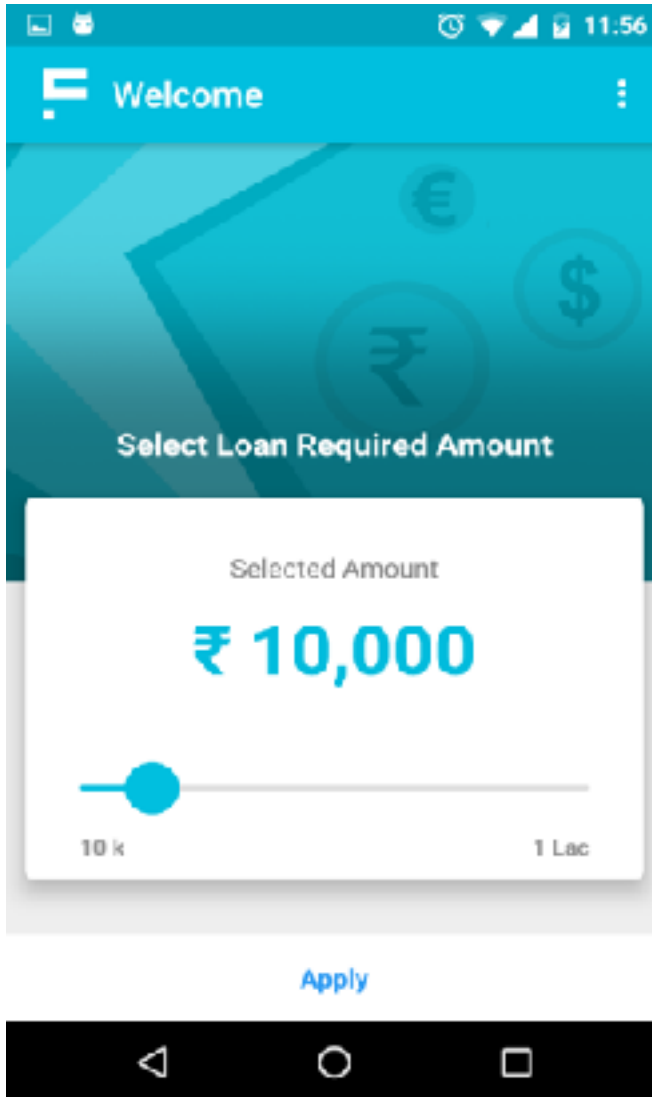 11:56
Welcome
€
$
₹
Select Loan Required Amount
Selected Amount
₹ 10,000
10 k
1 Lac
Apply